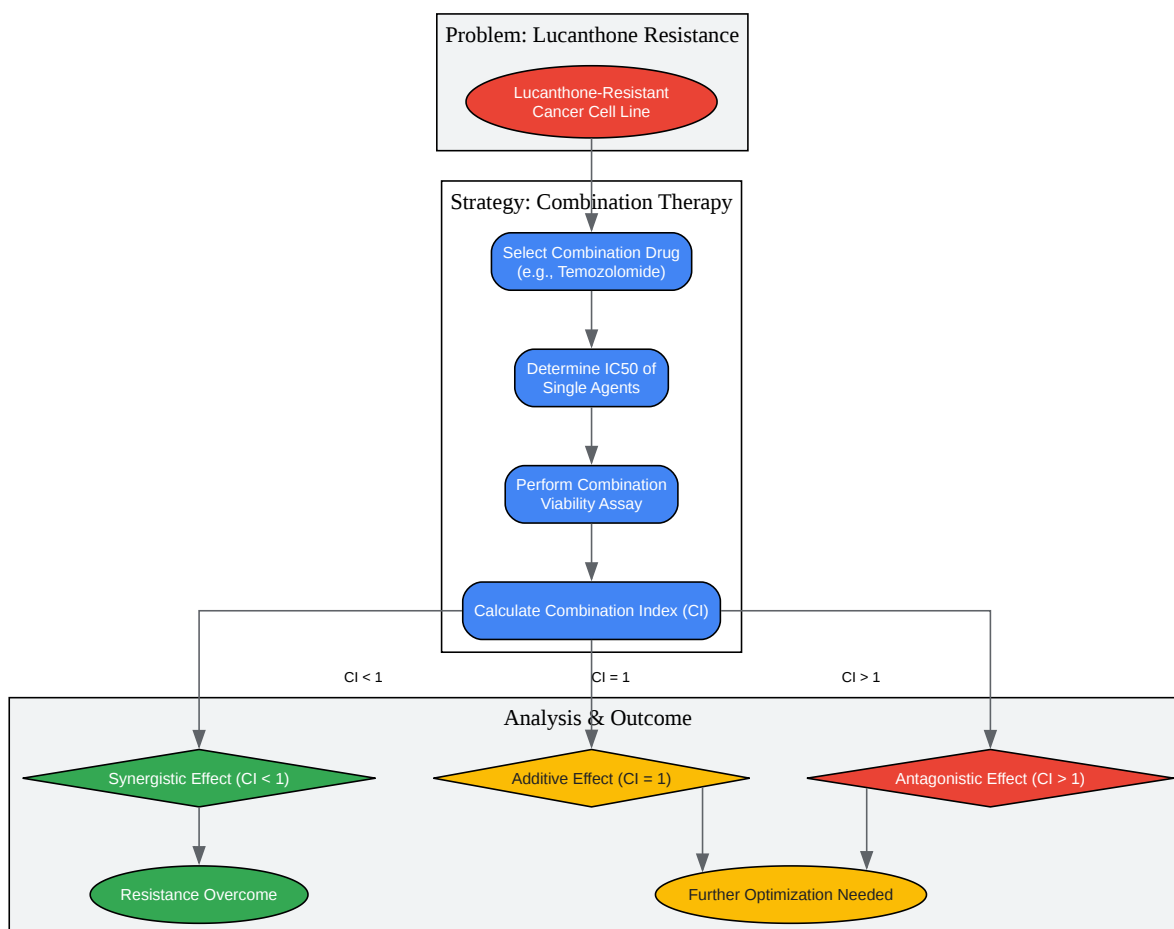 Problem: Lucanthone Resistance
Lucanthone-Resistant
Cancer Cell Line
Strategy: Combination Therapy
Select Combination Drug
(e.g., Temozolomide)
Determine IC50 of
Single Agents
Perform Combination
Viability Assay
Calculate Combination Index (CI)
CI < 1
CI = 1
CI > 1
Analysis & Outcome
Synergistic Effect (CI < 1)
Additive Effect (CI = 1)
Antagonistic Effect (CI > 1)
Resistance Overcome
Further Optimization Needed